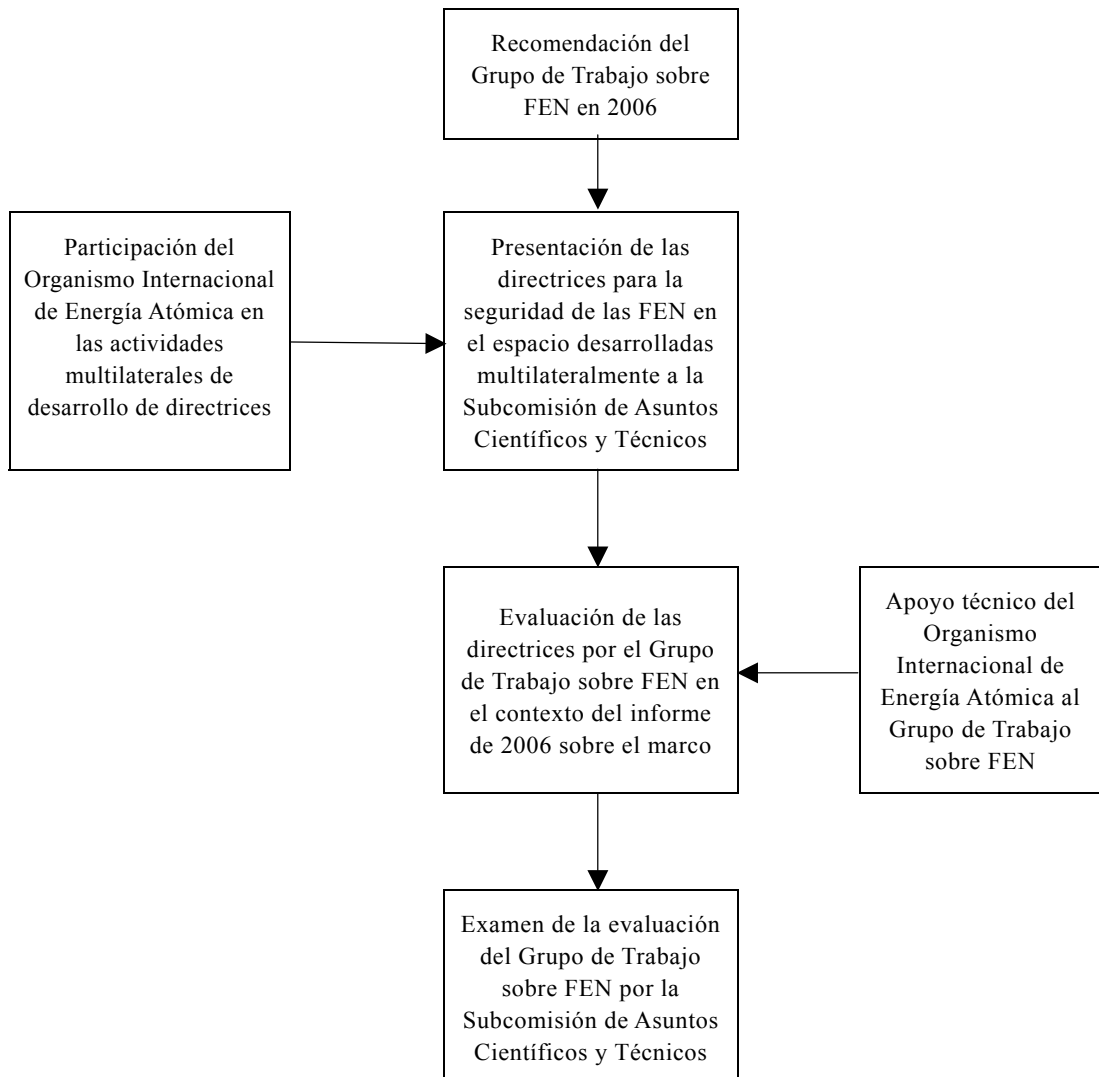 Recomendación del
Grupo de Trabajo sobre
FEN en 2006
Participación del
Organismo Internacional
de Energía Atómica en
las actividades
multilaterales de
desarrollo de directrices
Presentación de las
directrices para la
seguridad de las FEN en
el espacio desarrolladas
multilateralmente a la
Subcomisión de Asuntos
Científicos y Técnicos
Evaluación de las
directrices por el Grupo
de Trabajo sobre FEN en
el contexto del informe
de 2006 sobre el marco
Apoyo técnico del
Organismo
Internacional de
Energía Atómica al
Grupo de Trabajo
sobre FEN
Examen de la evaluación
del Grupo de Trabajo
sobre FEN por la
Subcomisión de Asuntos
Científicos y Técnicos